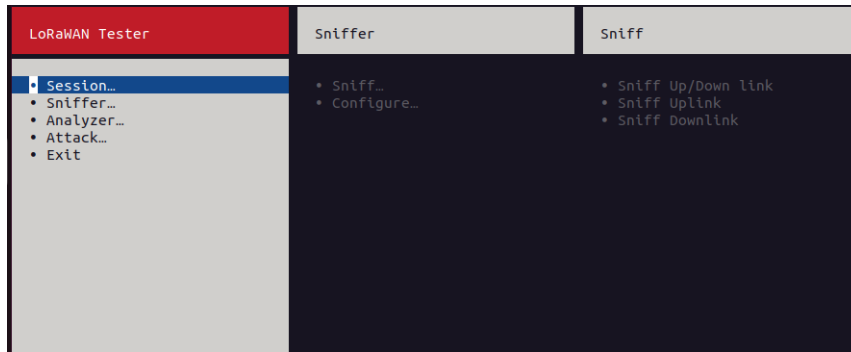 LoRaWAN Tester
Sniffer
Sniff
• Session…
• Sniffer…
• Analyzer…
• Attack…
• Exit
• Sniff…
• Configure…
• Sniff Up/Down link
• Sniff Uplink
• Sniff Downlink